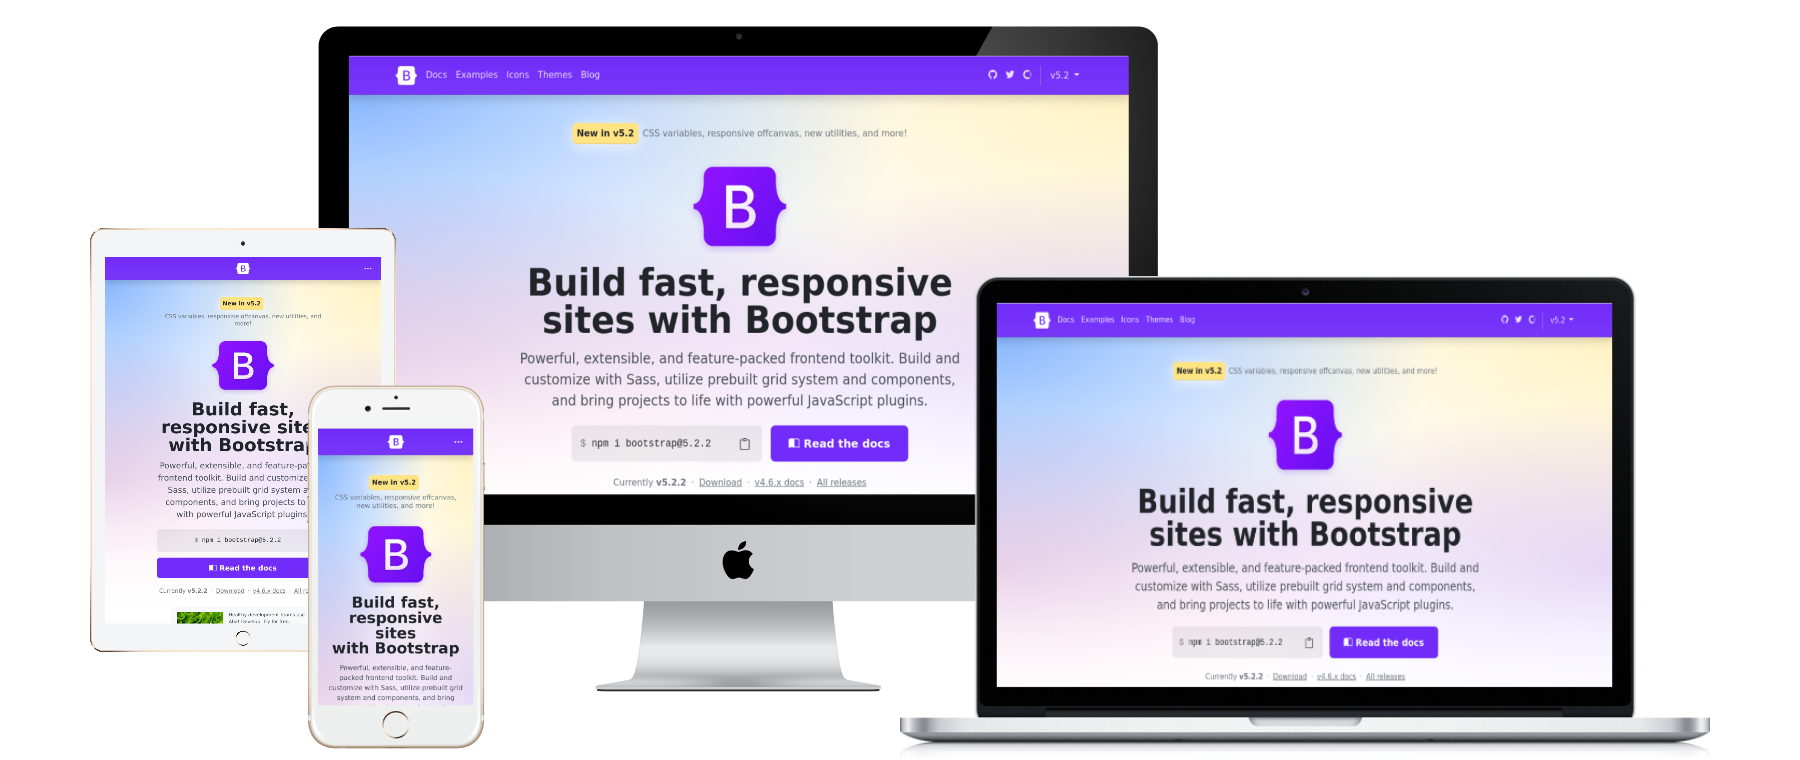 B Docs Examples Icons Themes Blog v5.2
New in v5.2 CSS variables, responsive offcanvas, new utilities, and more!
B
Build fast, responsive
sites with Bootstrap
Powerful, extensible, and feature-packed frontend toolkit. Build and
customize with Sass, utilize prebuilt grid system and components,
and bring projects to life with powerful JavaScript plugins.
$ npm i bootstrap@5.2.2 Read the docs
Currently v5.2.2 · Download · v4.6.x docs · All releases
B
New in v5.2
CSS variables, responsive offcanvas, new utilities, and
more!
B
Build fast,
responsive site
with Bootstrap
Powerful, extensible, and feature-pa
frontend toolkit. Build and customize
Sass, utilize prebuilt grid system a
components, and bring projects to
with powerful JavaScript plugins
$ npm i bootstrap@5.2.2
Read the docs
Currently v5.2.2 · Download · v4.6.x docs · All re
Healthy development teams use
Try for free.
B
New in v5.2
CSS variables, responsive offcanvas,
new utilities, and more!
B
Build fast,
responsive
sites
with Bootstrap
Powerful, extensible, and feature-
packed frontend toolkit. Build and
customize with Sass, utilize prebuilt grid
system and components, and bring
B Docs Examples Icons Themes Blog v5.2
New in v5.2 CSS variables, responsive offcanvas, new utilities, and more!
B
Build fast, responsive
sites with Bootstrap
Powerful, extensible, and feature-packed frontend toolkit. Build and
customize with Sass, utilize prebuilt grid system and components,
and bring projects to life with powerful JavaScript plugins.
$ npm i bootstrap@5.2.2 Read the docs
Currently v5.2.2 · Download · v4.6.x docs · All releases